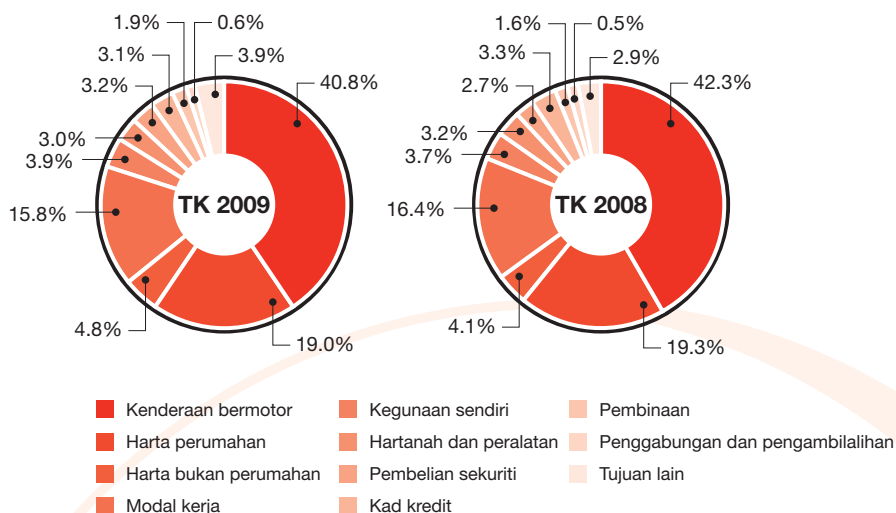 1.9%
0.6%
3.1%
3.9%
3.2%
40.8%
3.0%
3.9%
15.8%
TK 2009
4.8%
19.0%
1.6%
0.5%
3.3%
2.9%
2.7%
42.3%
3.2%
3.7%
16.4%
TK 2008
4.1%
19.3%
Kenderaan bermotor
Harta perumahan
Harta bukan perumahan
Modal kerja
Kegunaan sendiri
Hartanah dan peralatan
Pembelian sekuriti
Kad kredit
Pembinaan
Penggabungan dan pengambilalihan
Tujuan lain